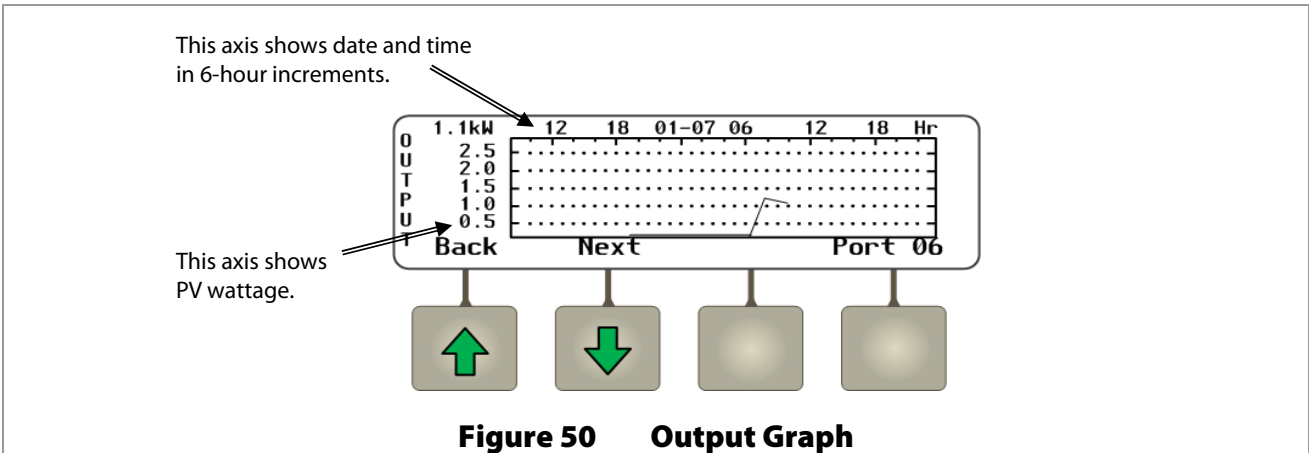 This axis shows date and time
in 6-hour increments.
1.1kW 12 18 01-07 06 12 18 Hr
OUTPUT
2.5
2.0
1.5
1.0
0.5
Back Next Port 06
This axis shows
PV wattage.
Figure 50 Output Graph